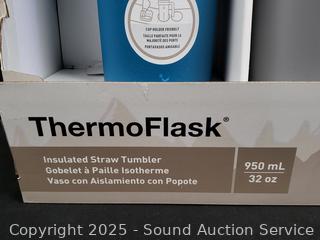 CUP HOLDER FRIENDLY
TAILLE PARFAITE POUR LA
MAJORITÉ DES PORTE
PORTAVASOS AMIGABLE
ThermoFlask®
Insulated Straw Tumbler
Gobelet à Paille Isotherme
Vaso con Aislamiento con Popote
950 mL
32 oz
Copyright 2025 - Sound Auction Service